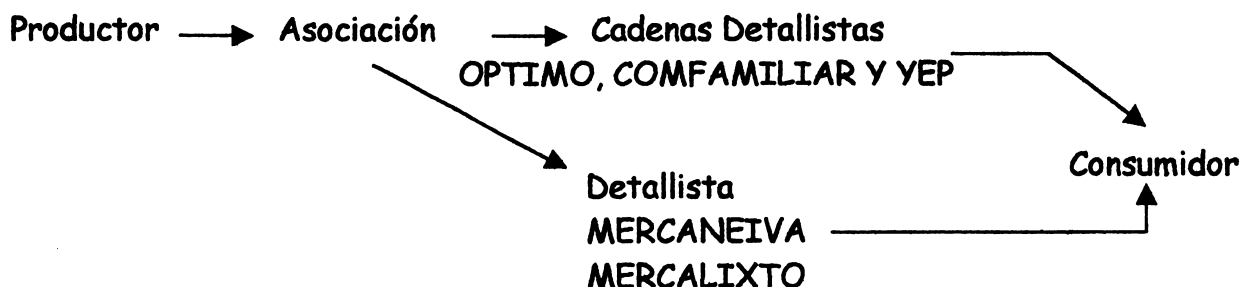 Productor Asociación Cadenas Detallistas
OPTIMO, COMFAMILIAR Y YEP
Consumidor
Detallista
MERCANEIVA
MERCALIXTO